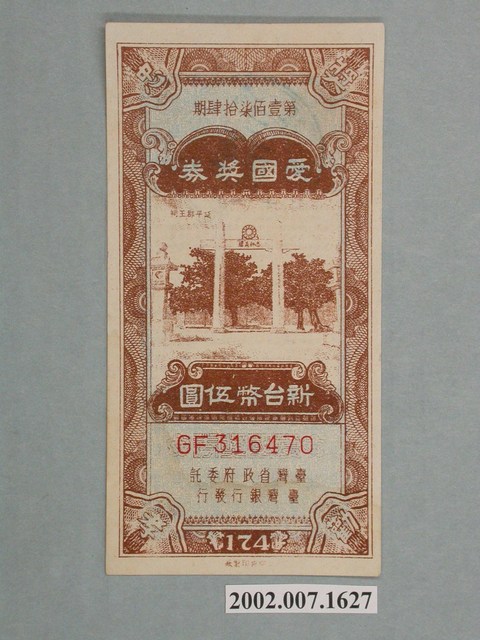 第壹佰柒拾肆期
愛國獎券
延平郡王祠
新台幣伍圓
GF316470
臺灣省政府委託
臺灣銀行發行
174
2002.007.1627